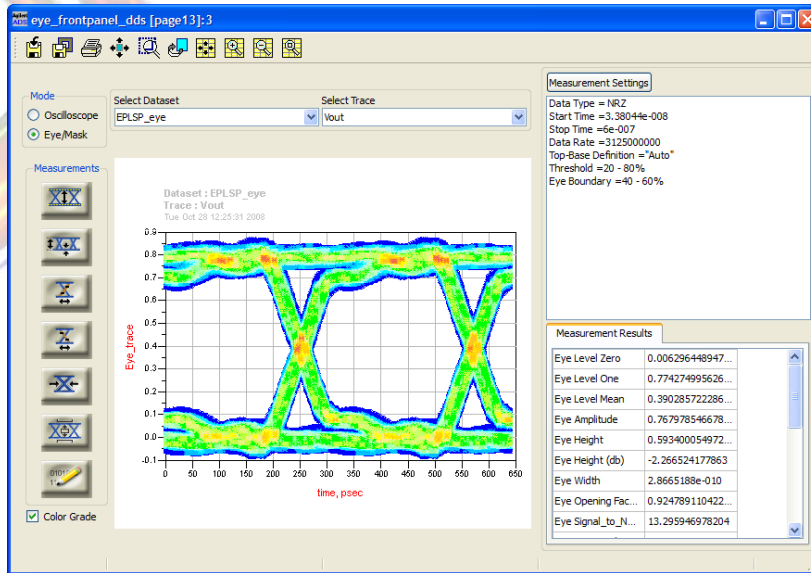 Agilent
ADS
eye_frontpanel_dds [page13]:3
Mode
Oscilloscope
Eye/Mask
Select Dataset
EPLSP_eye
Select Trace
Vout
Measurements
Color Grade
Dataset : EPLSP_eye
Trace : Vout
Tue Oct 28 12:25:31 2008
Eye_trace
0.9
0.8
0.7
0.6
0.5
0.4
0.3
0.2
0.1
0.0
-0.1
0 50 100 150 200 250 300 350 400 450 500 550 600 650
time, psec
Measurement Settings
Data Type = NRZ
Start Time =3.38044e-008
Stop Time =6e-007
Data Rate =3125000000
Top-Base Definition ="Auto"
Threshold =20 - 80%
Eye Boundary =40 - 60%
Measurement Results
Eye Level Zero 0.006296448947...
Eye Level One 0.774274995626...
Eye Level Mean 0.390285722286...
Eye Amplitude 0.767978546678...
Eye Height 0.593400054972...
Eye Height (db) -2.266524177863
Eye Width 2.8665188e-010
Eye Opening Fac... 0.924789110422...
Eye Signal_to_N... 13.295946978204